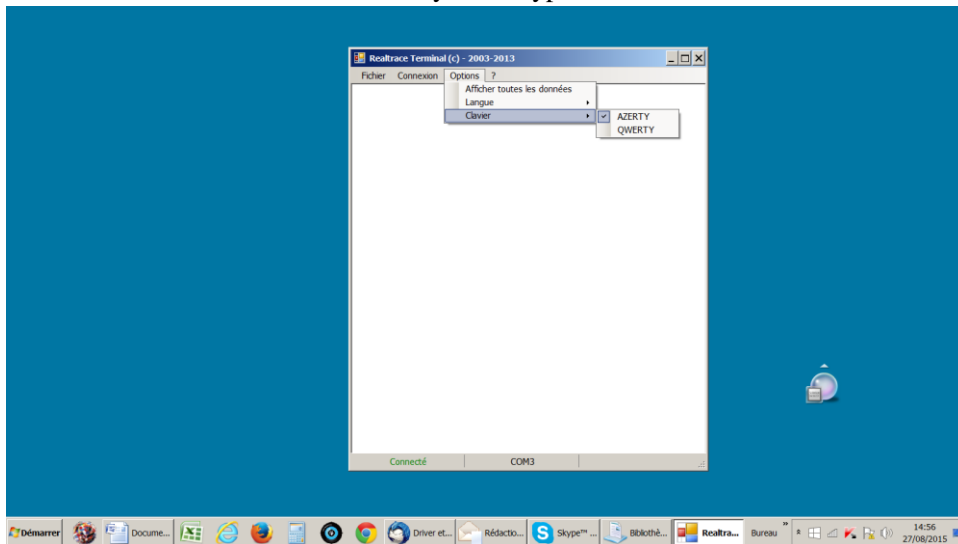 Realtrace Terminal (c) - 2003-2013
Fichier Connexion Options ?
Afficher toutes les données
Langue
Clavier
AZERTY
QWERTY
Connecté COM3
Démarrer Docume... Driver et... Rédactio... Skype™ ... Biblioth... Realtra... Bureau 14:56
27/08/2015